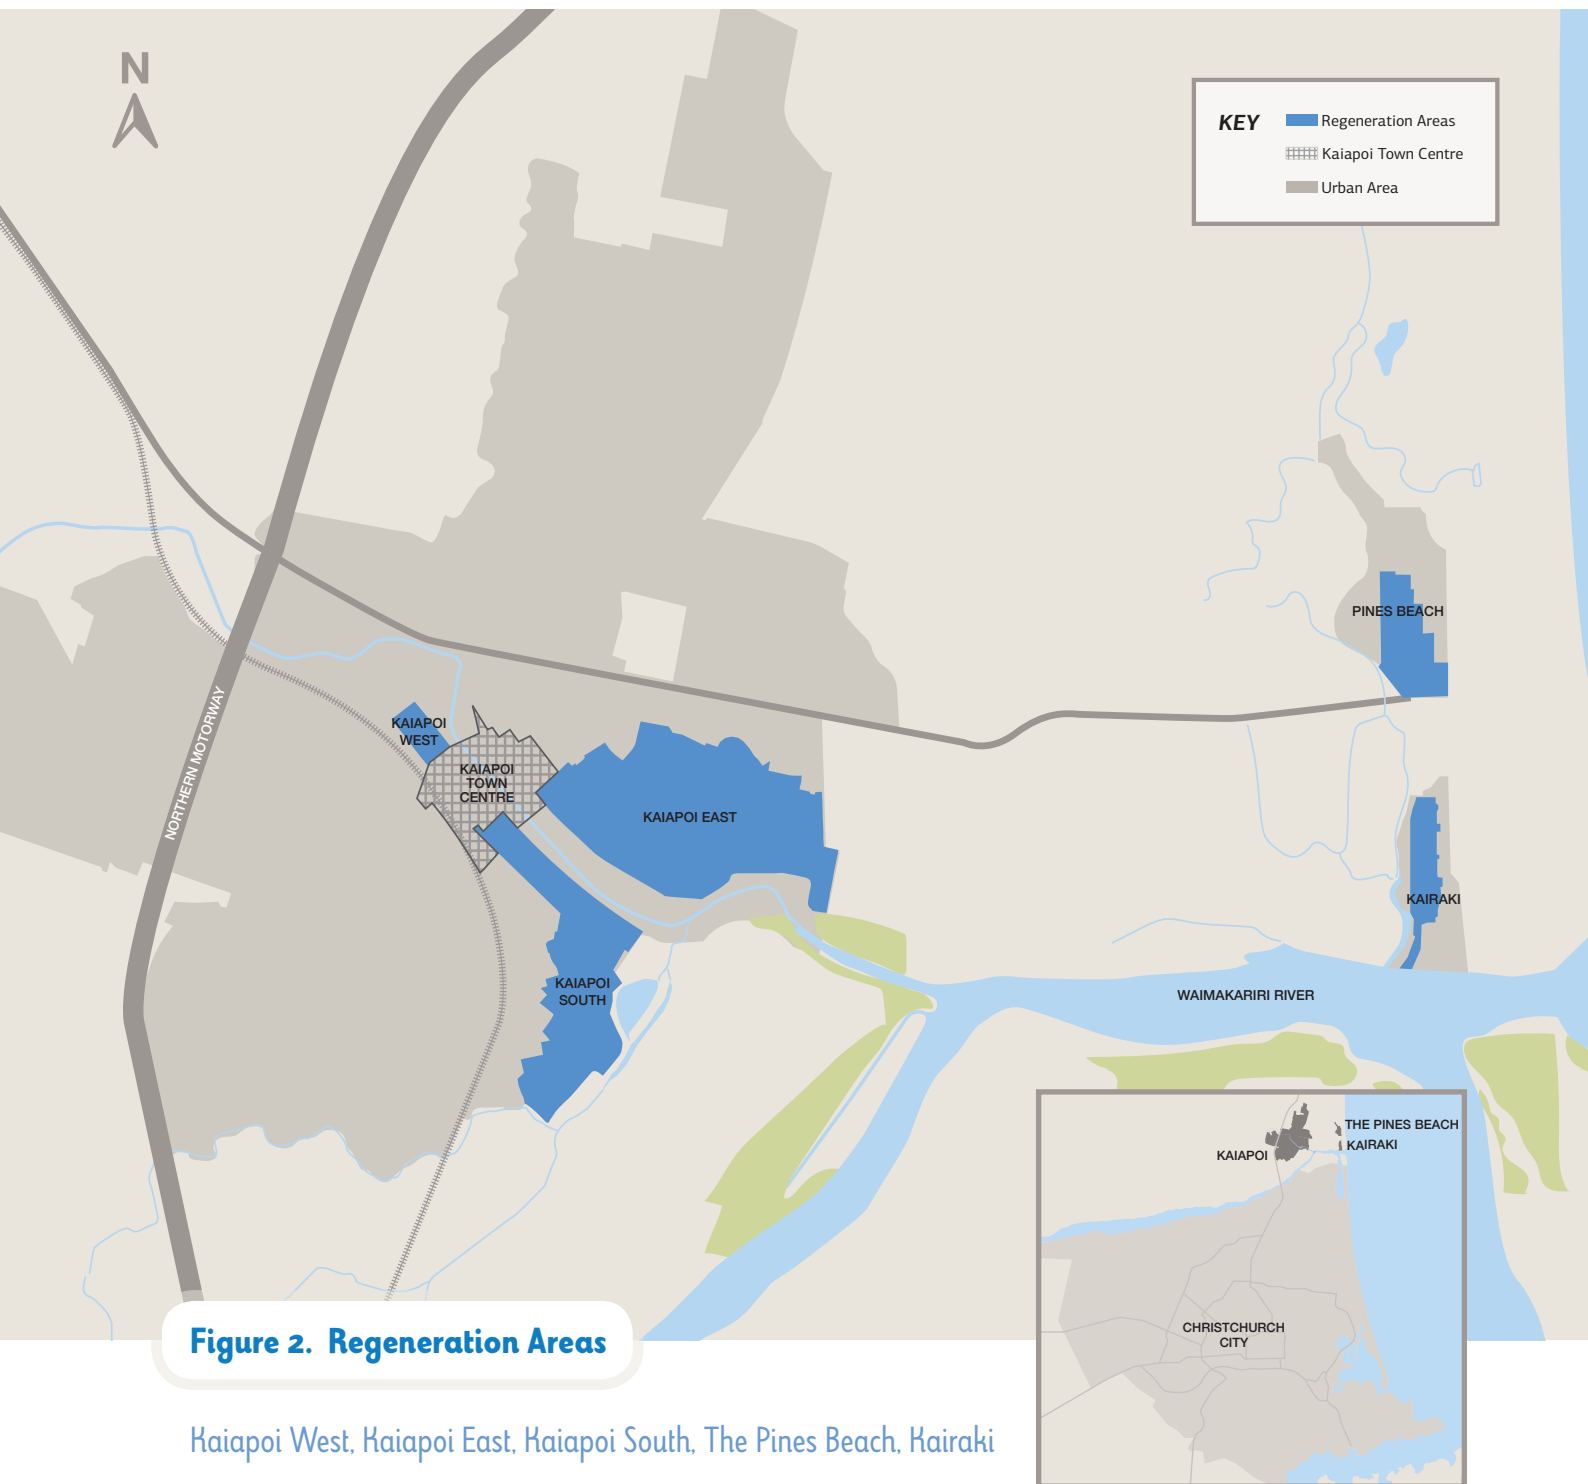 N
KEY
Regeneration Areas
Kaiapoi Town Centre
Urban Area
PINES BEACH
NORTHERN MOTORWAY
KAIAPOI
WEST
KAIAPOI
TOWN
CENTRE
KAIAPOI EAST
KAIRAKI
KAIAPOI
SOUTH
WAIMAKARIRI RIVER
THE PINES BEACH
KAIRAKI
KAIAPOI
CHRISTCHURCH
CITY
Figure 2. Regeneration Areas
Kaiapoi West, Kaiapoi East, Kaiapoi South, The Pines Beach, Kairaki